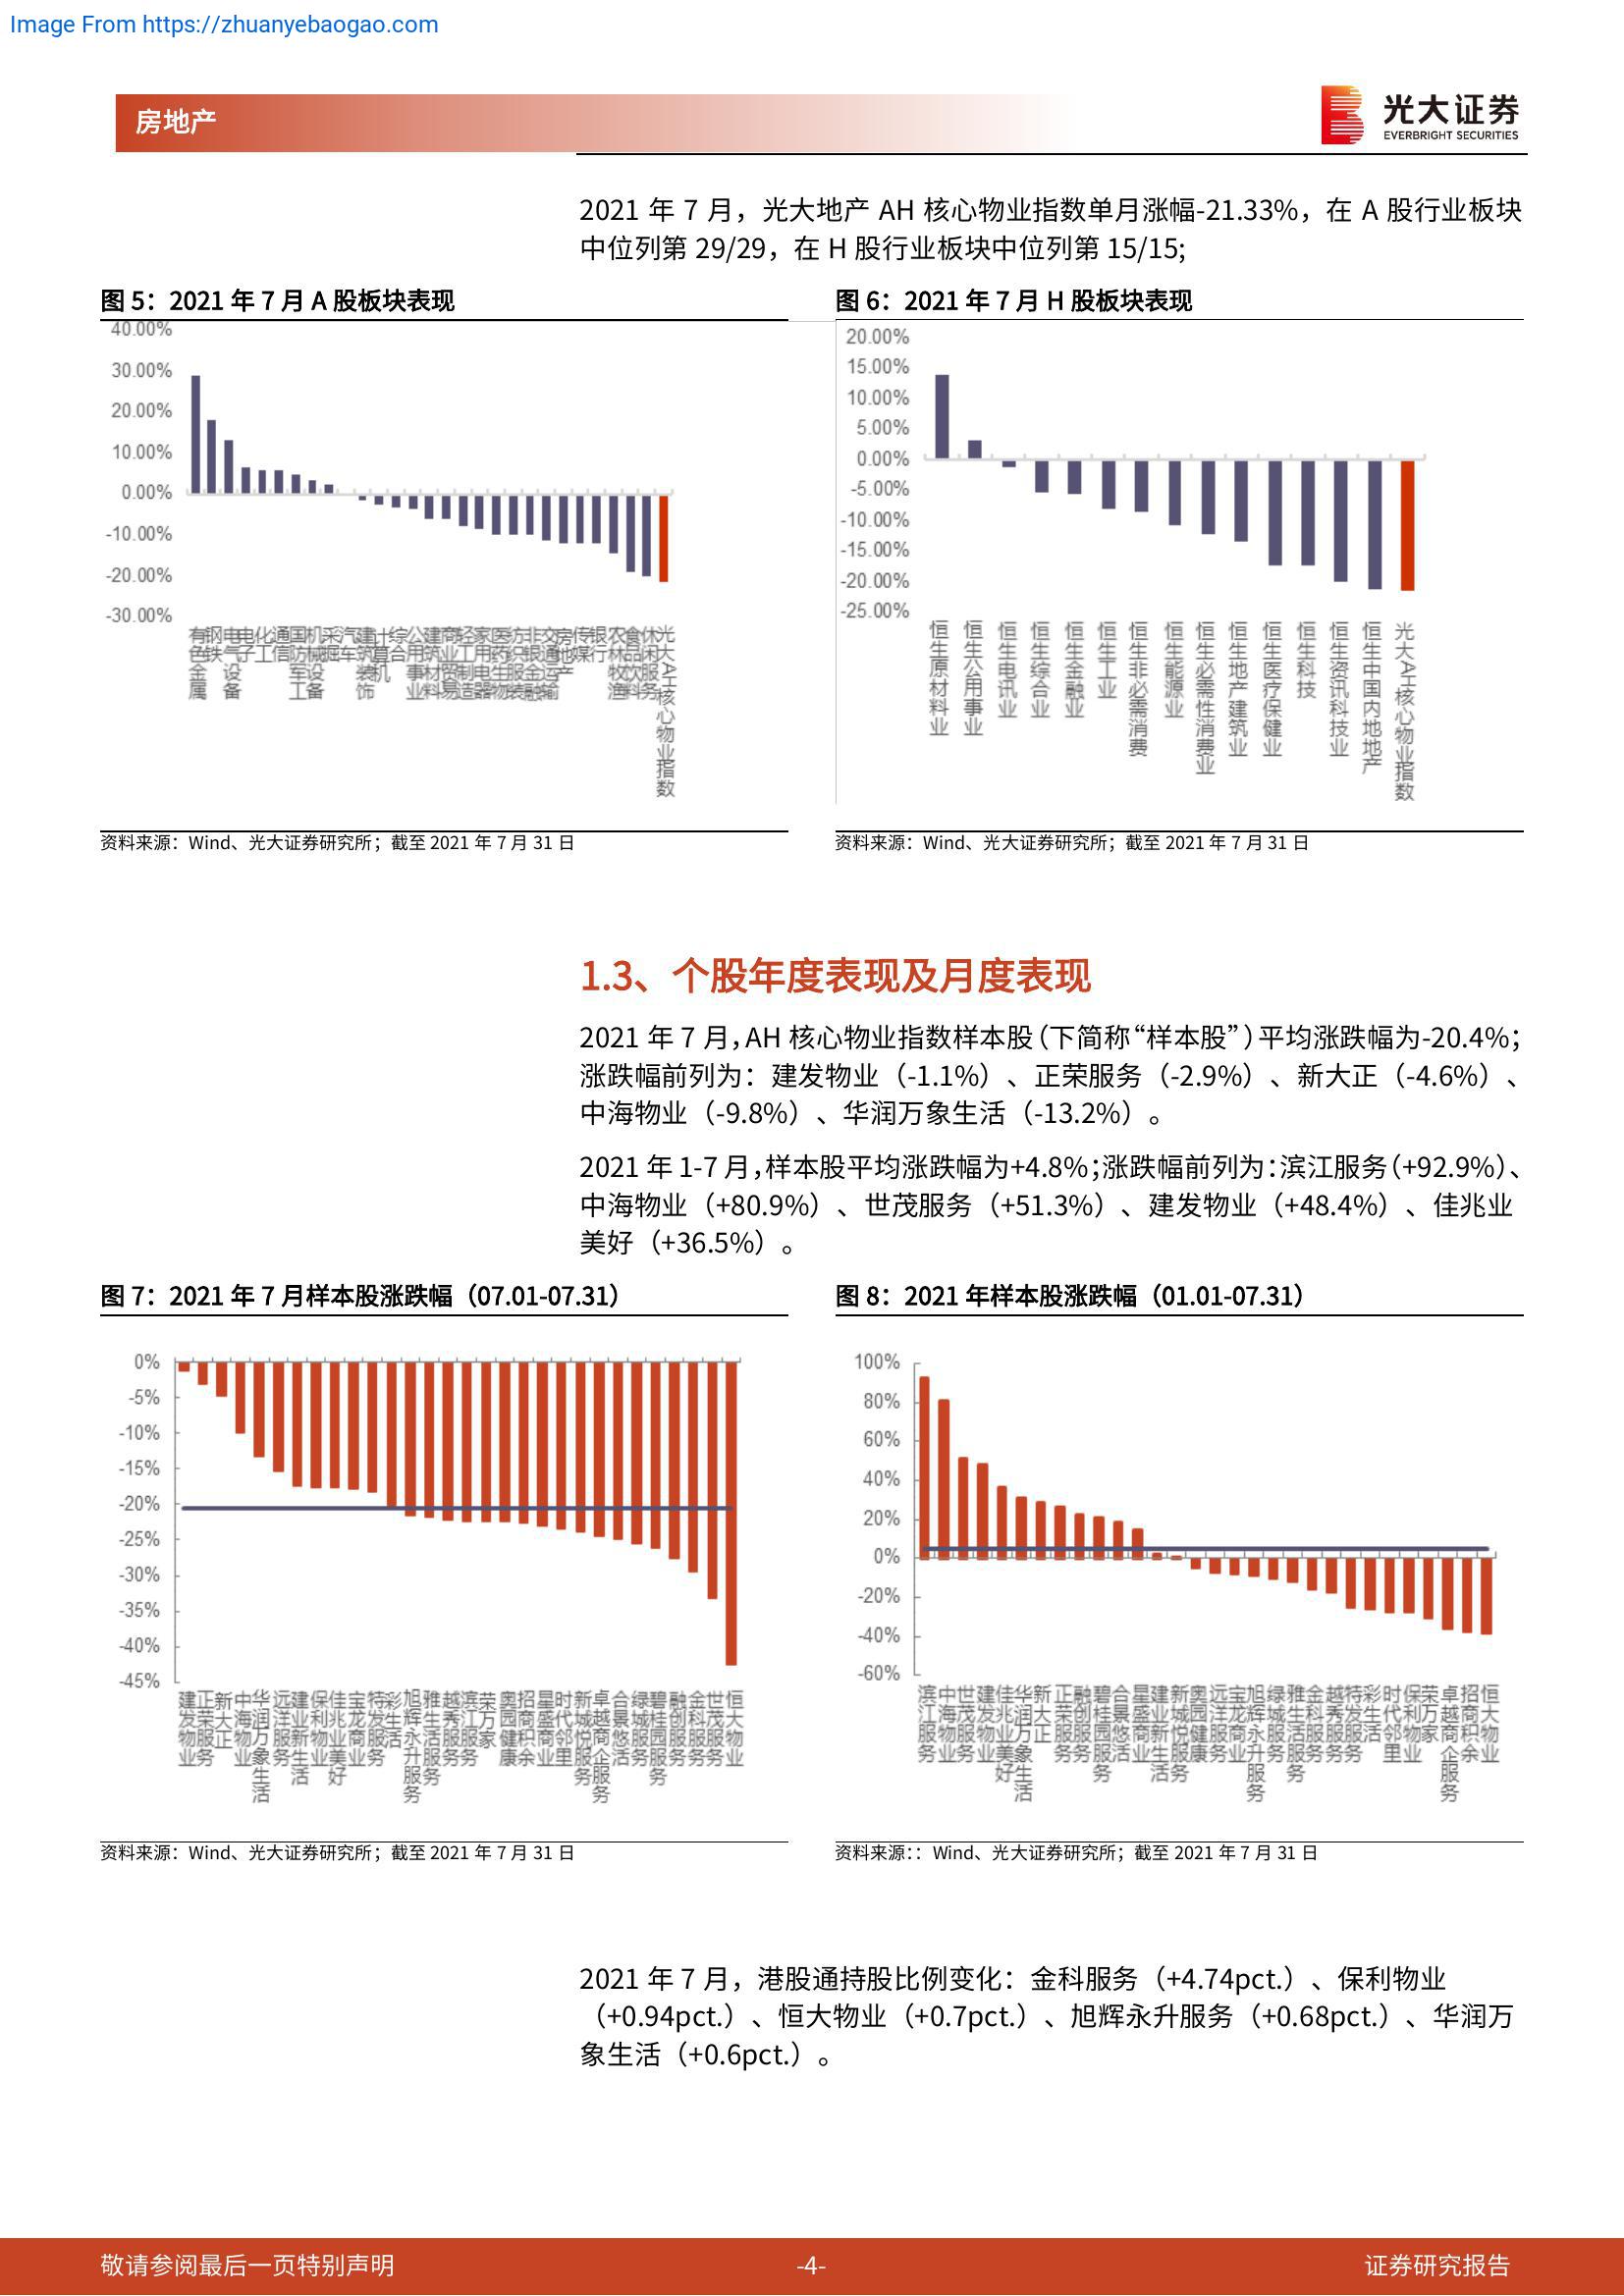 Image From https://zhuanyebaogao.com
房地产
光大证券
EVERBRIGHT SECURITIES
2021 年 7 月，光大地产 AH 核心物业指数单月涨幅-21.33%，在 A 股行业板块
中位列第 29/29，在 H 股行业板块中位列第 15/15;
图 5：2021 年 7 月 A 股板块表现
40.00%
30.00%
20.00%
10.00%
0.00%
-10.00%
-20.00%
-30.00%
有色金属
钢铁
电气设备
电子
化工
通信
国防军工
机械设备
采掘
汽车
建筑装饰
计算机
综合
公用事业
建筑材料
商业贸易
轻工制造
家用电器
医药生物
纺织服装
非银金融
交通运输
房地产
传媒
银行
农林牧渔
食品饮料
休闲服务
光大AH核心物业指数
资料来源：Wind、光大证券研究所；截至 2021 年 7 月 31 日
图 6：2021 年 7 月 H 股板块表现
20.00%
15.00%
10.00%
5.00%
0.00%
-5.00%
-10.00%
-15.00%
-20.00%
-25.00%
恒生原材料业
恒生公用事业
恒生电讯业
恒生综合业
恒生金融业
恒生工业
恒生非必需消费
恒生能源业
恒生必需性消费业
恒生地产建筑业
恒生医疗保健业
恒生科技
恒生资讯科技业
恒生中国内地地产
光大AH核心物业指数
资料来源：Wind、光大证券研究所；截至 2021 年 7 月 31 日
1.3、个股年度表现及月度表现
2021 年 7 月，AH 核心物业指数样本股（下简称“样本股”）平均涨跌幅为-20.4%；
涨跌幅前列为：建发物业（-1.1%）、正荣服务（-2.9%）、新大正（-4.6%）、
中海物业（-9.8%）、华润万象生活（-13.2%）。
2021 年 1-7 月，样本股平均涨跌幅为+4.8%；涨跌幅前列为：滨江服务（+92.9%）、
中海物业（+80.9%）、世茂服务（+51.3%）、建发物业（+48.4%）、佳兆业
美好（+36.5%）。
图 7：2021 年 7 月样本股涨跌幅（07.01-07.31）
0%
-5%
-10%
-15%
-20%
-25%
-30%
-35%
-40%
-45%
建发物业
正荣服务
新大正
中海物业
华润万象生活
远洋服务
建业新生活
保利物业
佳兆业美好
宝龙商业
特发服务
彩生活
旭辉永升服务
雅生活服务
越秀服务
滨江服务
荣万家
奥园健康
招商积余
星盛商业
时代邻里
新城悦服务
卓越商企服务
合景悠活
绿城服务
碧桂园服务
融创服务
金科服务
世茂服务
恒大物业
资料来源：Wind、光大证券研究所；截至 2021 年 7 月 31 日
图 8：2021 年样本股涨跌幅（01.01-07.31）
100%
80%
60%
40%
20%
0%
-20%
-40%
-60%
滨江服务
中海物业
世茂服务
建发物业
佳兆业美好
华润万象生活
新大正
正荣服务
融创服务
碧桂园服务
合景悠活
星盛商业
建业新生活
新城悦服务
奥园健康
远洋服务
宝龙商业
旭辉永升服务
绿城服务
雅生活服务
金科服务
越秀服务
特发服务
彩生活
时代邻里
保利物业
荣万家
卓越商企服务
招商积余
恒大物业
资料来源:：Wind、光大证券研究所；截至 2021 年 7 月 31 日
2021 年 7 月，港股通持股比例变化：金科服务（+4.74pct.）、保利物业
（+0.94pct.）、恒大物业（+0.7pct.）、旭辉永升服务（+0.68pct.）、华润万
象生活（+0.6pct.）。
敬请参阅最后一页特别声明
-4-
证券研究报告